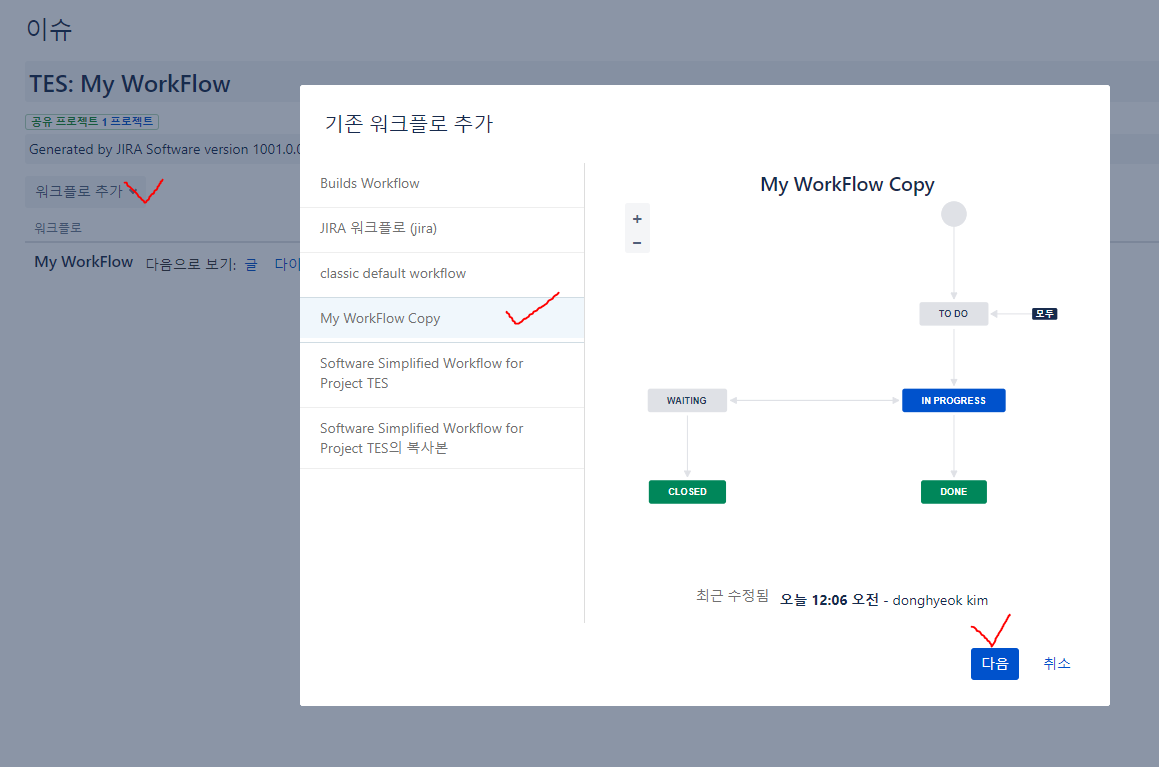 이슈
TES: My WorkFlow
공유 프로젝트 1 프로젝트
Generated by JIRA Software version 1001.0.0
워크플로 추가
워크플로
My WorkFlow 다음으로 보기: 글 다이
기존 워크플로 추가
Builds Workflow
JIRA 워크플로 (jira)
classic default workflow
My WorkFlow Copy
Software Simplified Workflow for
Project TES
Software Simplified Workflow for
Project TES의 복사본
My WorkFlow Copy
+
−
TO DO
모두
WAITING
IN PROGRESS
CLOSED
DONE
최근 수정됨 오늘 12:06 오전 - donghyeok kim
다음 취소